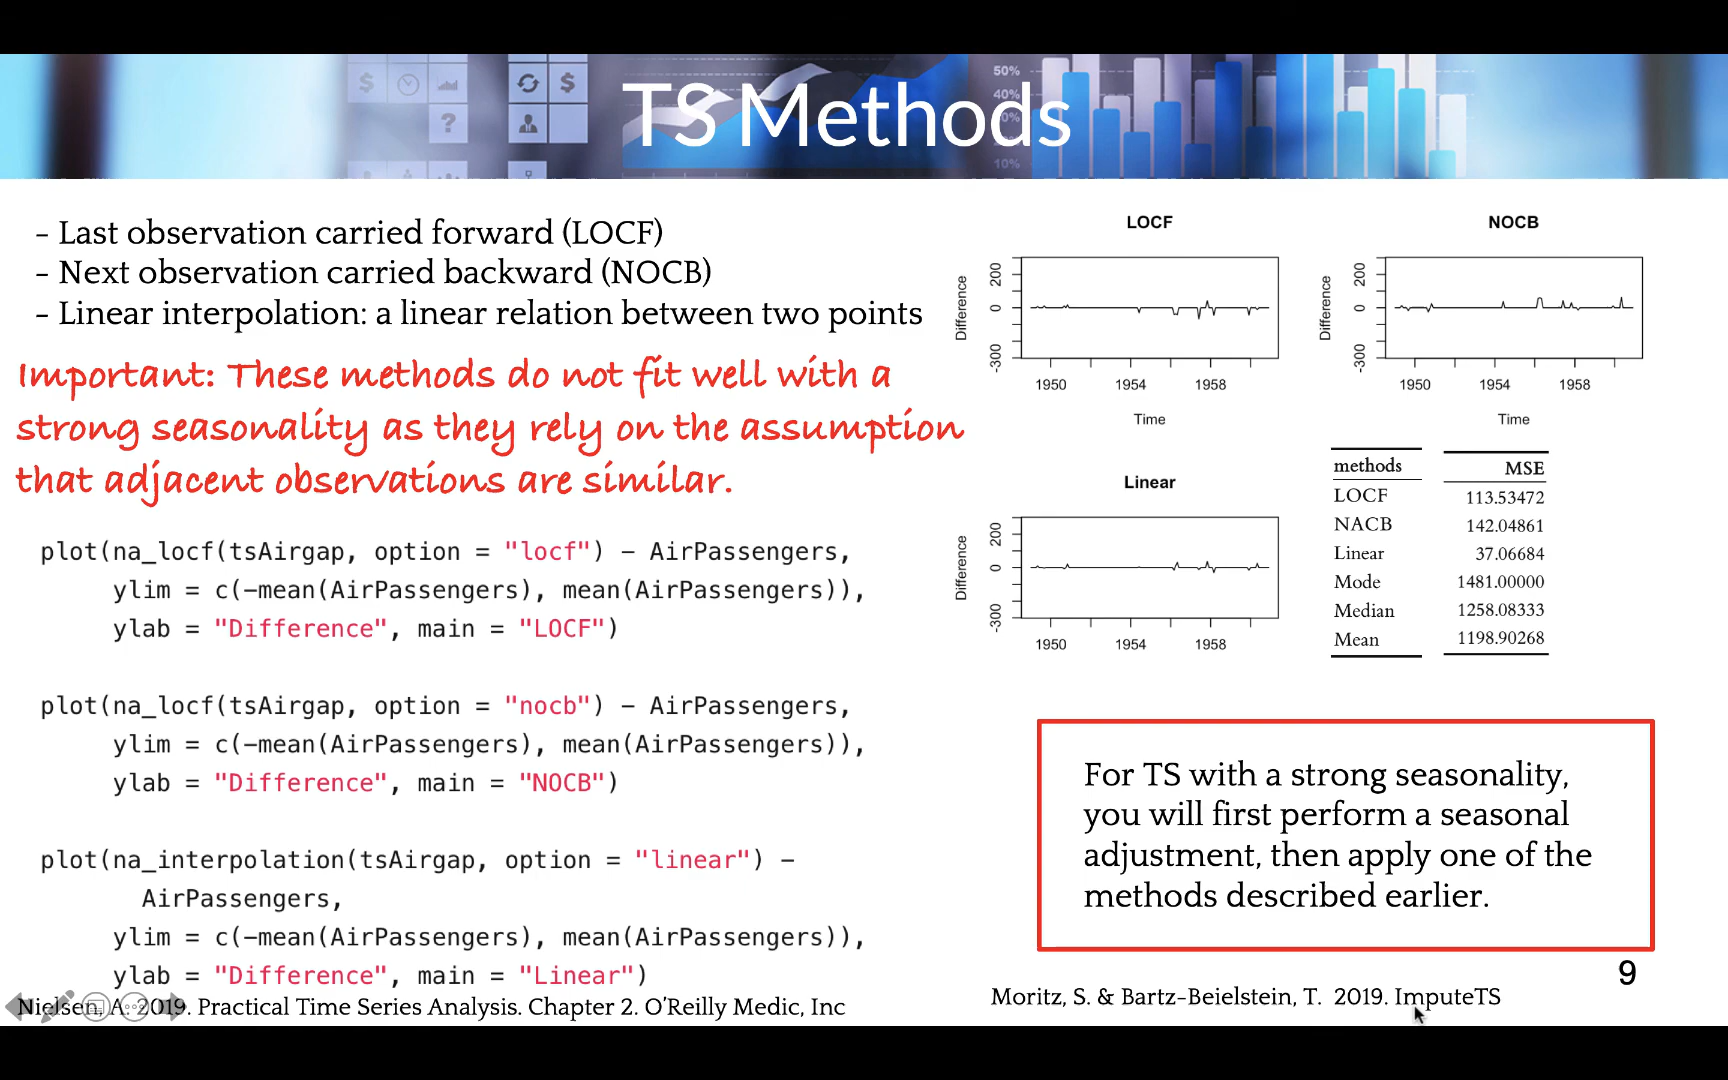 TS Methods
$
$
?
50%
40%
10%
– Last observation carried forward (LOCF)
– Next observation carried backward (NOCB)
– Linear interpolation: a linear relation between two points
Important: These methods do not fit well with a
strong seasonality as they rely on the assumption
that adjacent observations are similar.
plot(na_locf(tsAirgap, option = "locf") - AirPassengers,
ylim = c(-mean(AirPassengers), mean(AirPassengers)),
ylab = "Difference", main = "LOCF")
plot(na_locf(tsAirgap, option = "nocb") - AirPassengers,
ylim = c(-mean(AirPassengers), mean(AirPassengers)),
ylab = "Difference", main = "NOCB")
plot(na_interpolation(tsAirgap, option = "linear") -
AirPassengers,
ylim = c(-mean(AirPassengers), mean(AirPassengers)),
ylab = "Difference", main = "Linear")
Nielsen, A. 2019. Practical Time Series Analysis. Chapter 2. O'Reilly Medic, Inc
LOCF
Difference
200
0
-300
1950 1954 1958
Time
NOCB
Difference
200
0
-300
1950 1954 1958
Time
Linear
Difference
200
0
-300
1950 1954 1958
methods MSE
LOCF 113.53472
NACB 142.04861
Linear 37.06684
Mode 1481.00000
Median 1258.08333
Mean 1198.90268
For TS with a strong seasonality,
you will first perform a seasonal
adjustment, then apply one of the
methods described earlier.
9
Moritz, S. & Bartz-Beielstein, T. 2019. ImputeTS